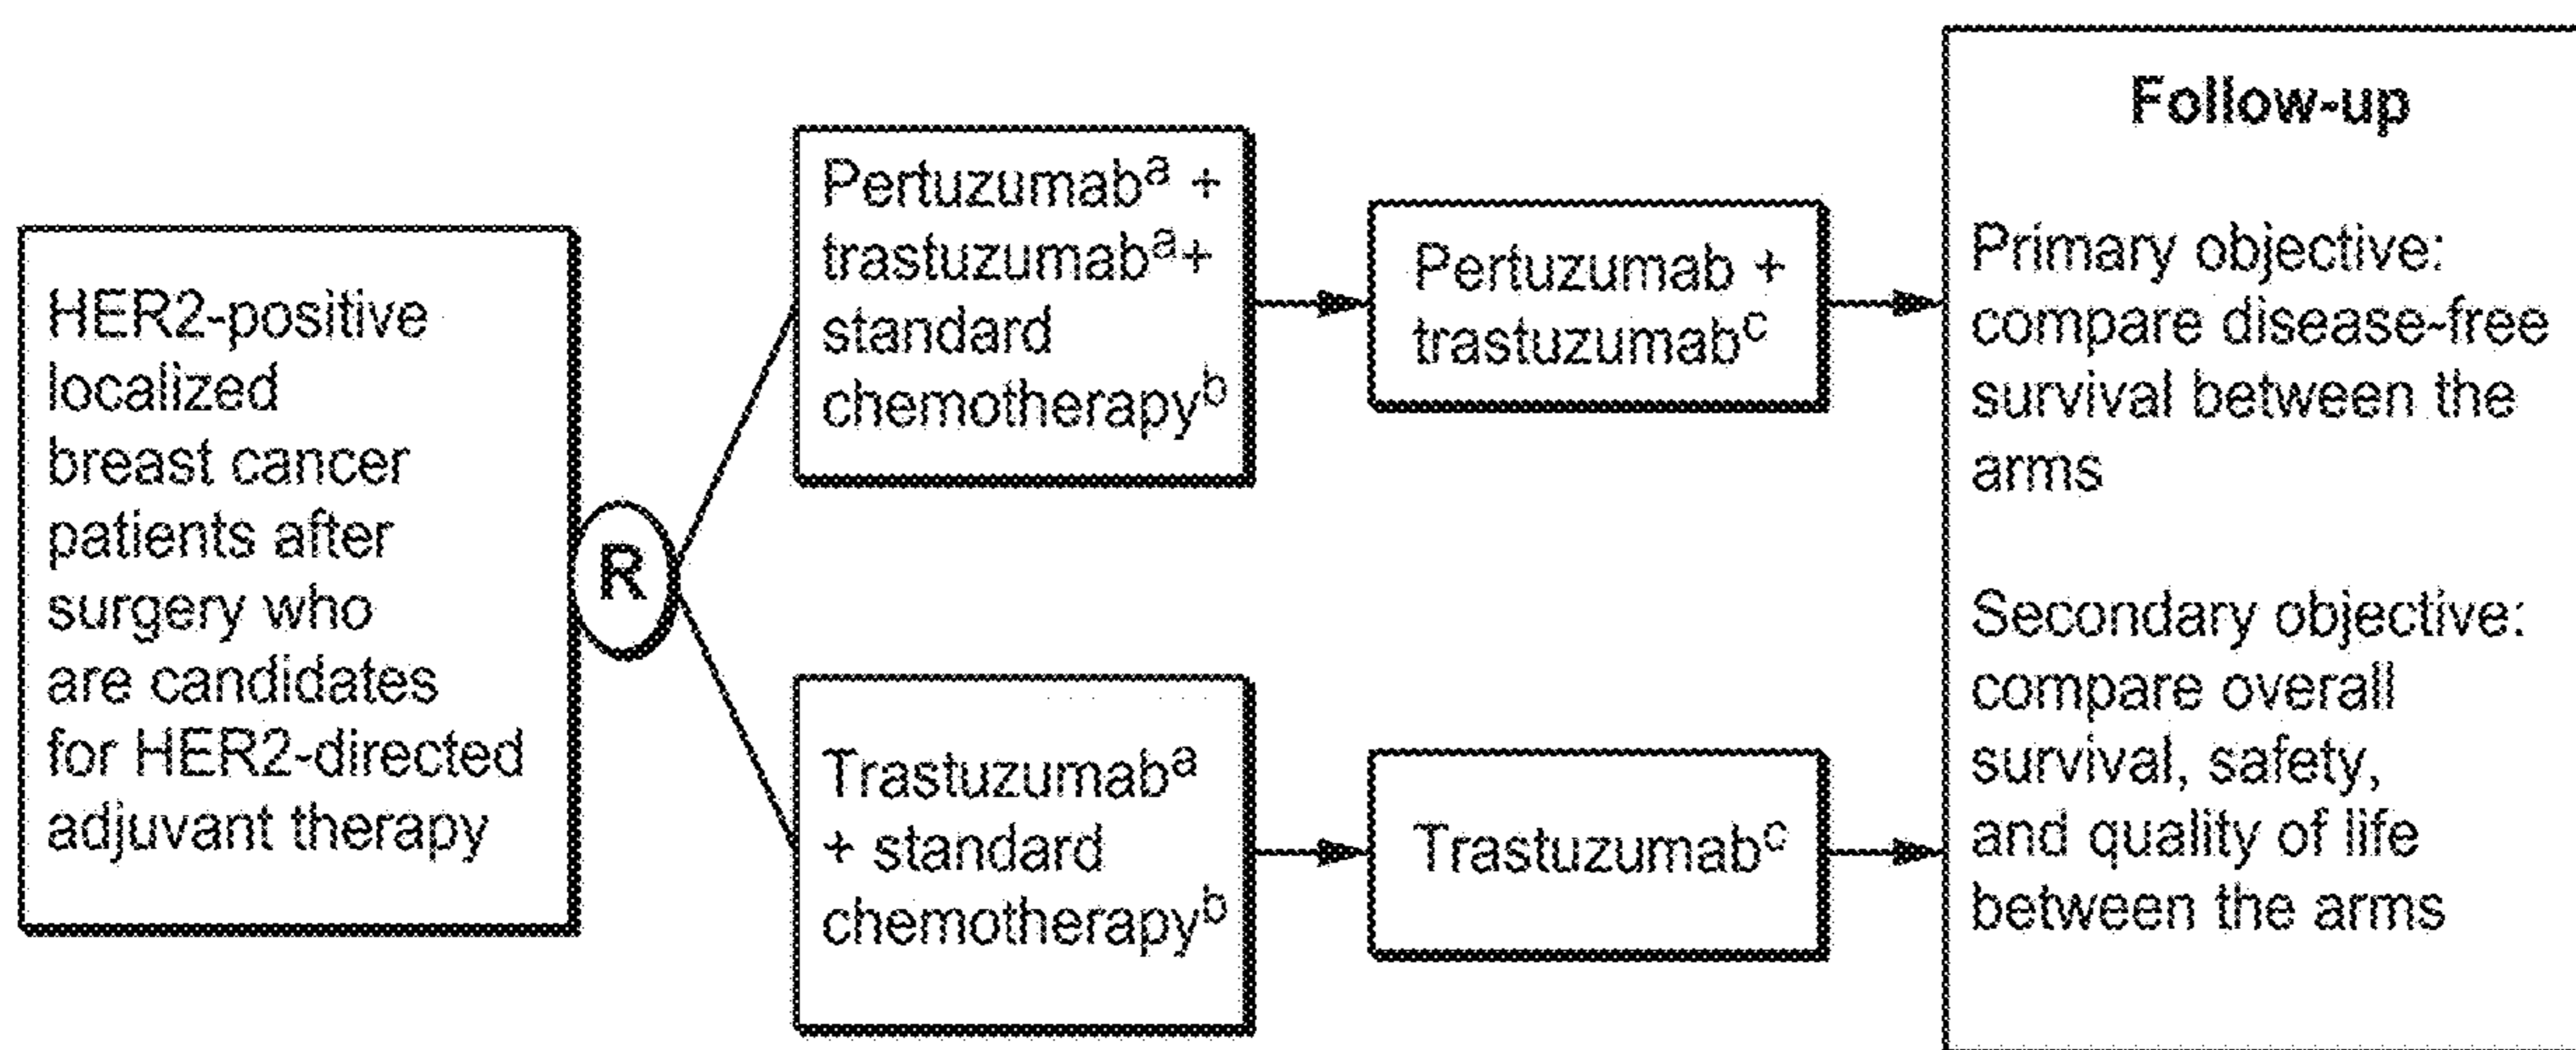 HER2-positive
localized
breast cancer
patients after
surgery who
are candidates
for HER2-directed
adjuvant therapy
R
Pertuzumabᵃ +
trastuzumabᵃ+
standard
chemotherapyᵇ
Pertuzumab +
trastuzumabᶜ
Trastuzumabᵃ
+ standard
chemotherapyᵇ
Trastuzumabᶜ
Follow-up
Primary objective:
compare disease-free
survival between the
arms
Secondary objective:
compare overall
survival, safety,
and quality of life
between the arms